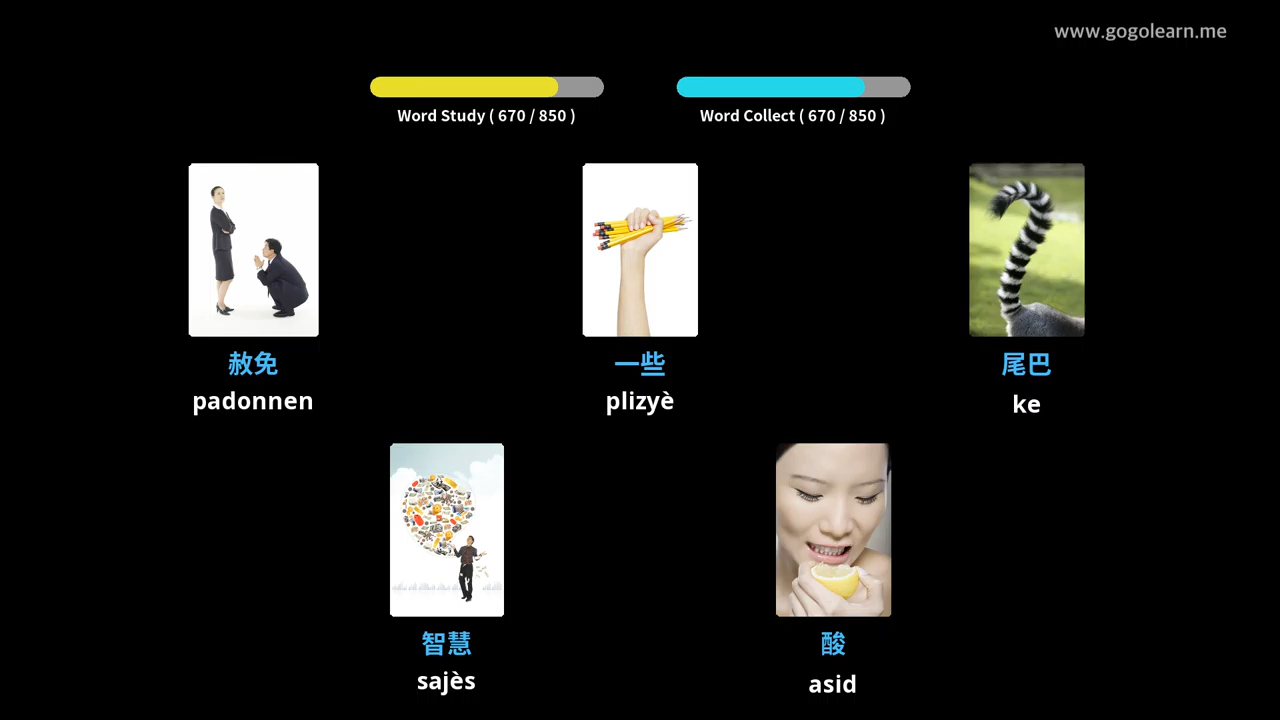 www.gogolearn.me
Word Study ( 670 / 850 )
Word Collect ( 670 / 850 )
赦免
padonnen
一些
plizyè
尾巴
ke
智慧
sajès
酸
asid